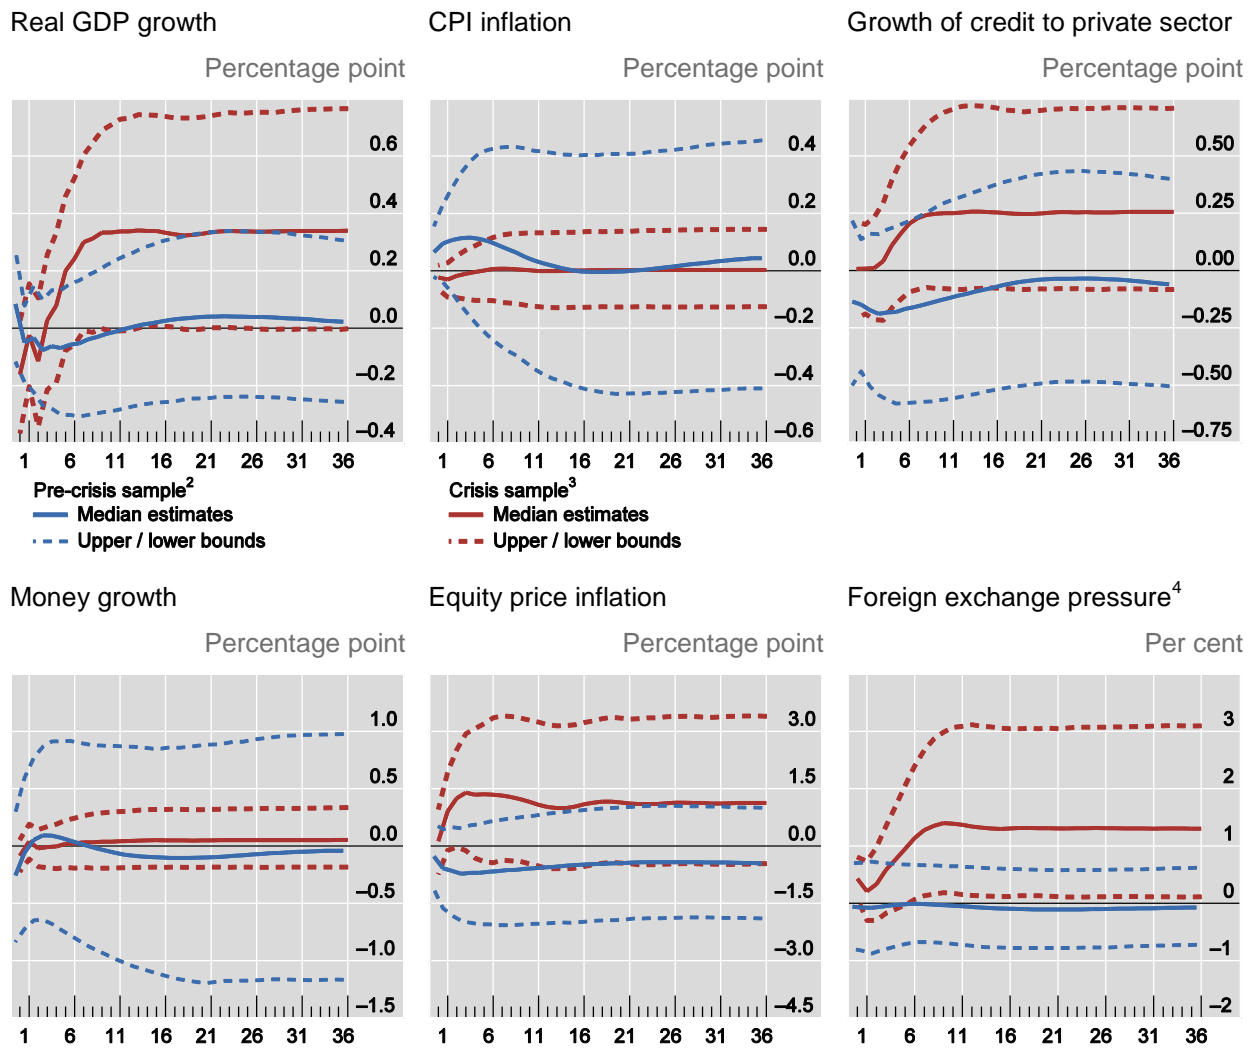 Real GDP growth
CPI inflation
Growth of credit to private sector
Percentage point
Percentage point
Percentage point
0.6
0.4
0.2
0.0
–0.2
–0.4
0.4
0.2
0.0
–0.2
–0.4
–0.6
0.50
0.25
0.00
–0.25
–0.50
–0.75
1 6 11 16 21 26 31 36
1 6 11 16 21 26 31 36
1 6 11 16 21 26 31 36
Pre-crisis sample²
Median estimates
Upper / lower bounds
Crisis sample³
Median estimates
Upper / lower bounds
Money growth
Equity price inflation
Foreign exchange pressure⁴
Percentage point
Percentage point
Per cent
1.0
0.5
0.0
–0.5
–1.0
–1.5
3.0
1.5
0.0
–1.5
–3.0
–4.5
3
2
1
0
–1
–2
1 6 11 16 21 26 31 36
1 6 11 16 21 26 31 36
1 6 11 16 21 26 31 36